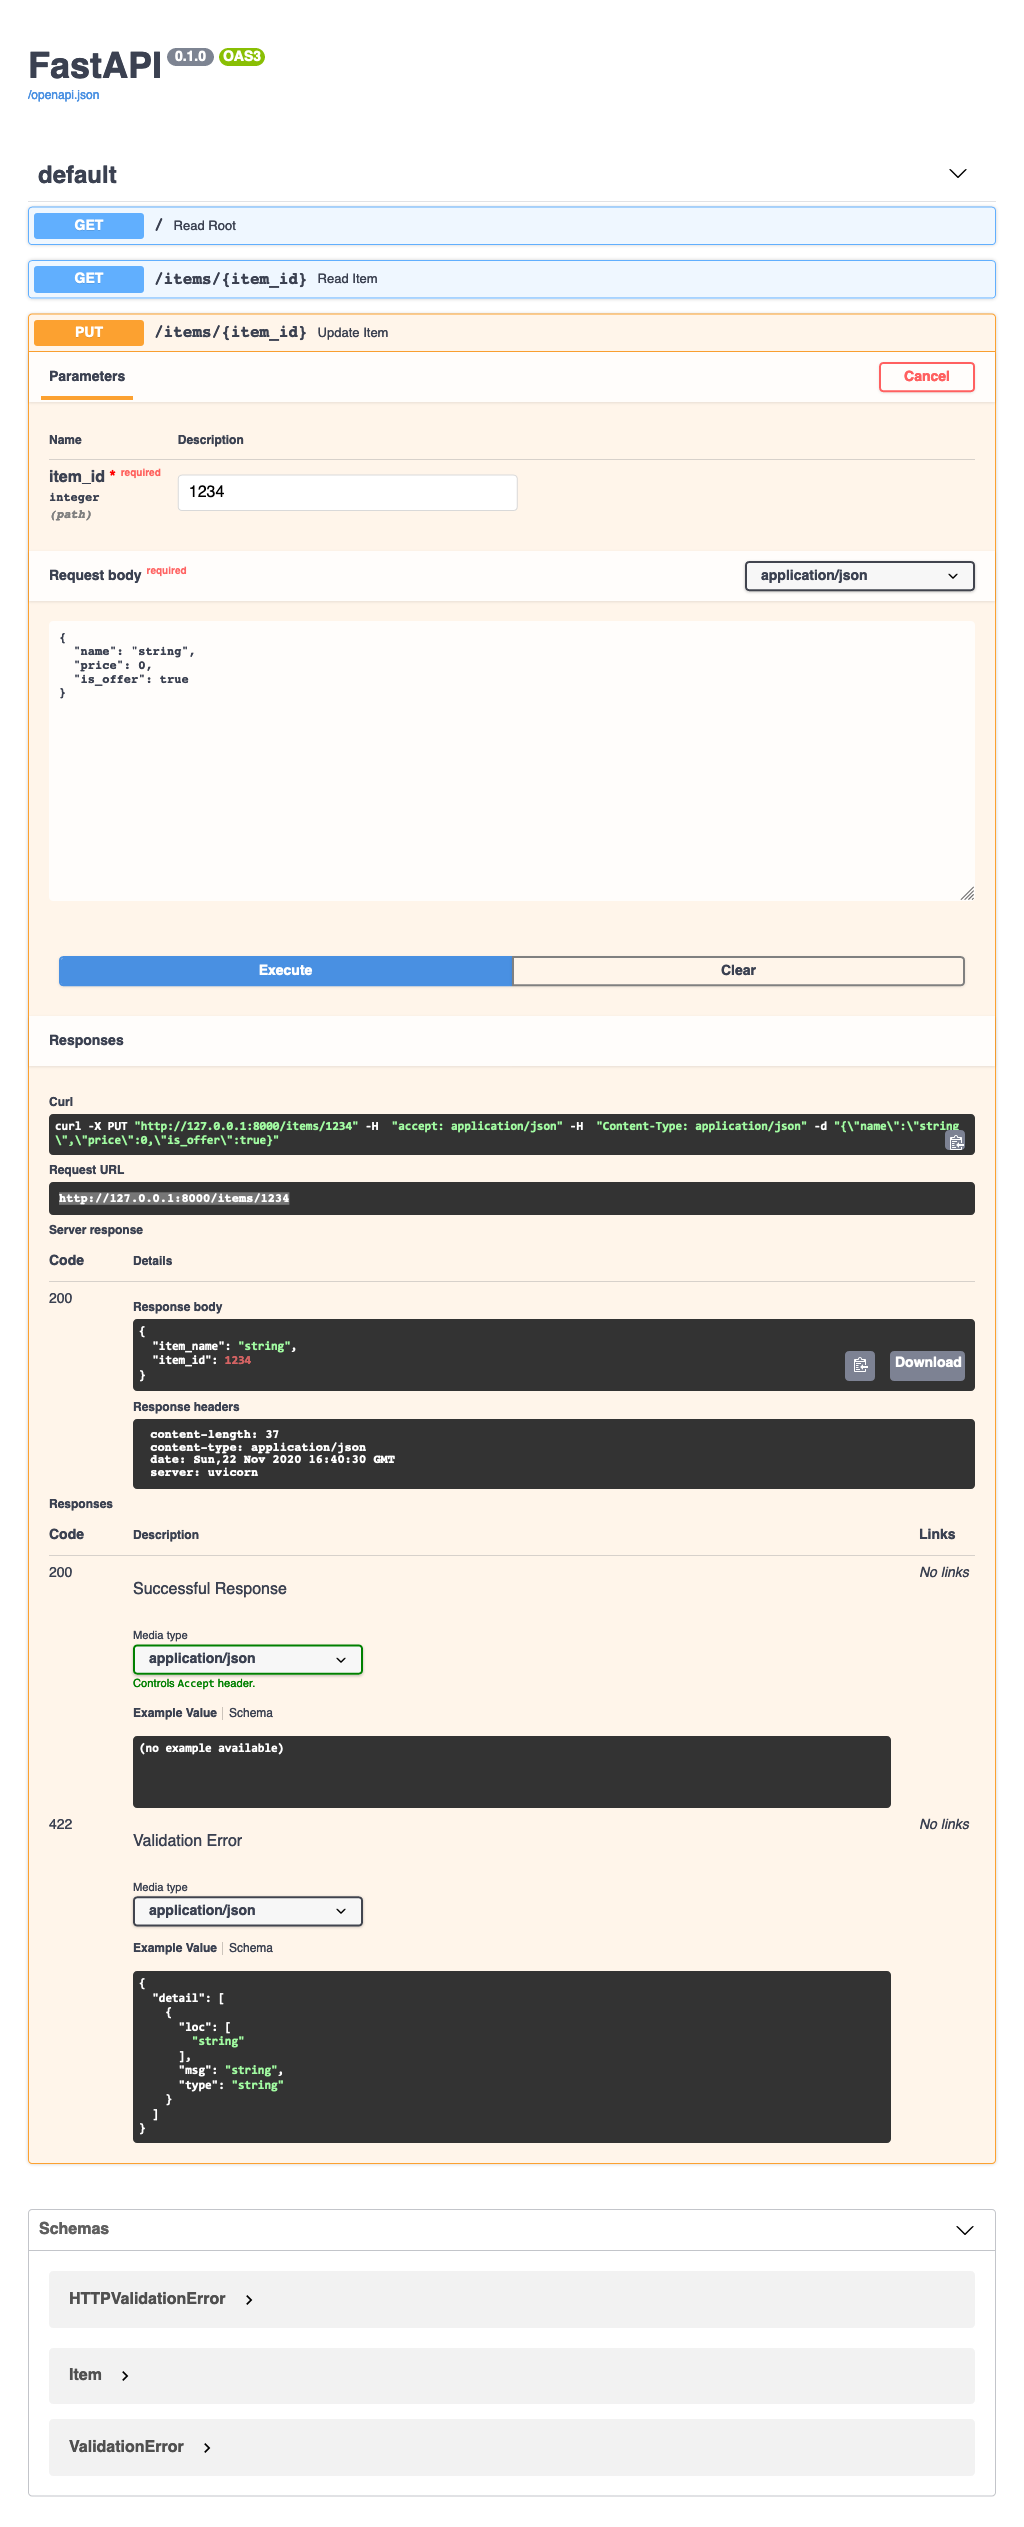 FastAPI 0.1.0 OAS3
/openapi.json
default
GET / Read Root
GET /items/{item_id} Read Item
PUT /items/{item_id} Update Item
Parameters Cancel
Name Description
item_id * required 1234
integer
(path)
Request body required application/json
{
  "name": "string",
  "price": 0,
  "is_offer": true
}
Execute Clear
Responses
Curl
curl -X PUT "http://127.0.0.1:8000/items/1234" -H  "accept: application/json" -H  "Content-Type: application/json" -d "{\"name\":\"string
\",\"price\":0,\"is_offer\":true}"
Request URL
http://127.0.0.1:8000/items/1234
Server response
Code Details
200
Response body
{
  "item_name": "string",
  "item_id": 1234
}
Download
Response headers
content-length: 37
content-type: application/json
date: Sun,22 Nov 2020 16:40:30 GMT
server: uvicorn
Responses
Code Description Links
200 No links
Successful Response
Media type
application/json
Controls Accept header.
Example Value Schema
(no example available)
422 No links
Validation Error
Media type
application/json
Example Value Schema
{
  "detail": [
    {
      "loc": [
        "string"
      ],
      "msg": "string",
      "type": "string"
    }
  ]
}
Schemas
HTTPValidationError
Item
ValidationError